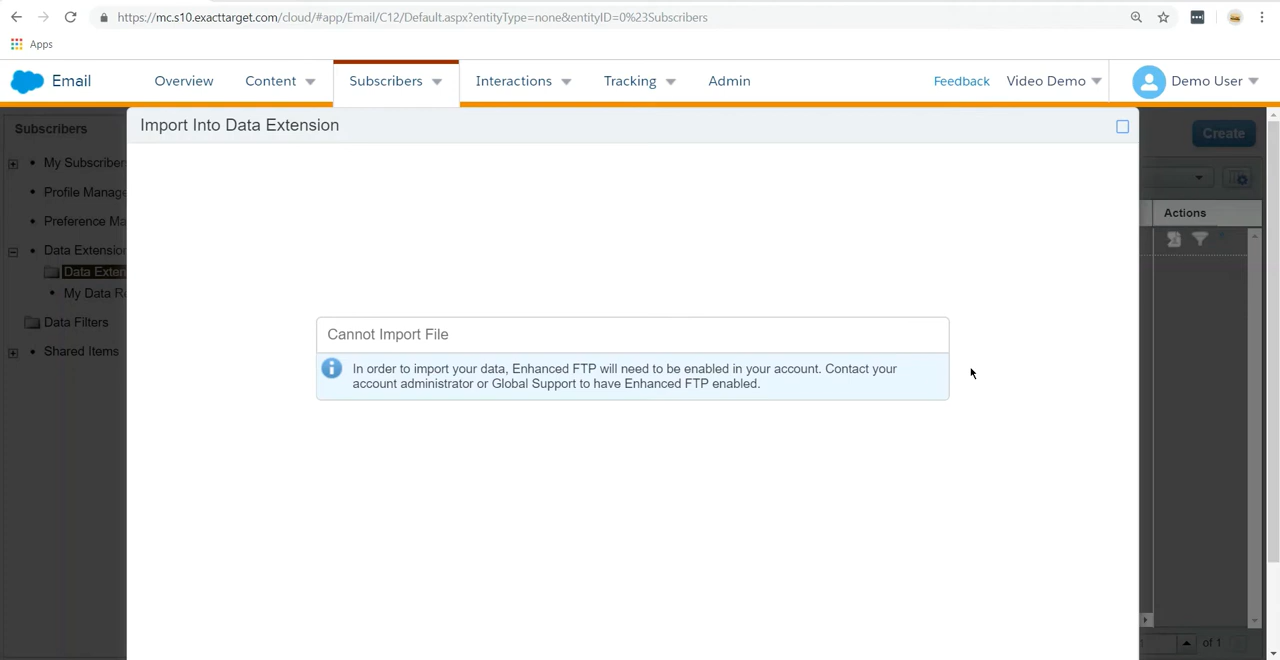 https://mc.s10.exacttarget.com/cloud/#app/Email/C12/Default.aspx?entityType=none&entityID=0%23Subscribers
Apps
Email Overview Content Subscribers Interactions Tracking Admin Feedback Video Demo Demo User
Subscribers
Import Into Data Extension
Create
My Subscriber
Profile Manage
Preference Ma
Data Extension
Data Exten
My Data Re
Data Filters
Shared Items
Actions
Cannot Import File
In order to import your data, Enhanced FTP will need to be enabled in your account. Contact your
account administrator or Global Support to have Enhanced FTP enabled.
of 1